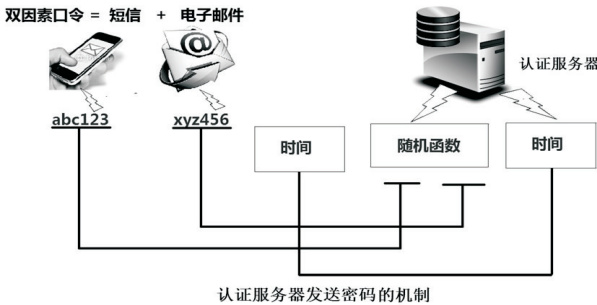 双因素口令 = 短信 + 电子邮件
认证服务器
abc123
xyz456
时间
随机函数
时间
认证服务器发送密码的机制